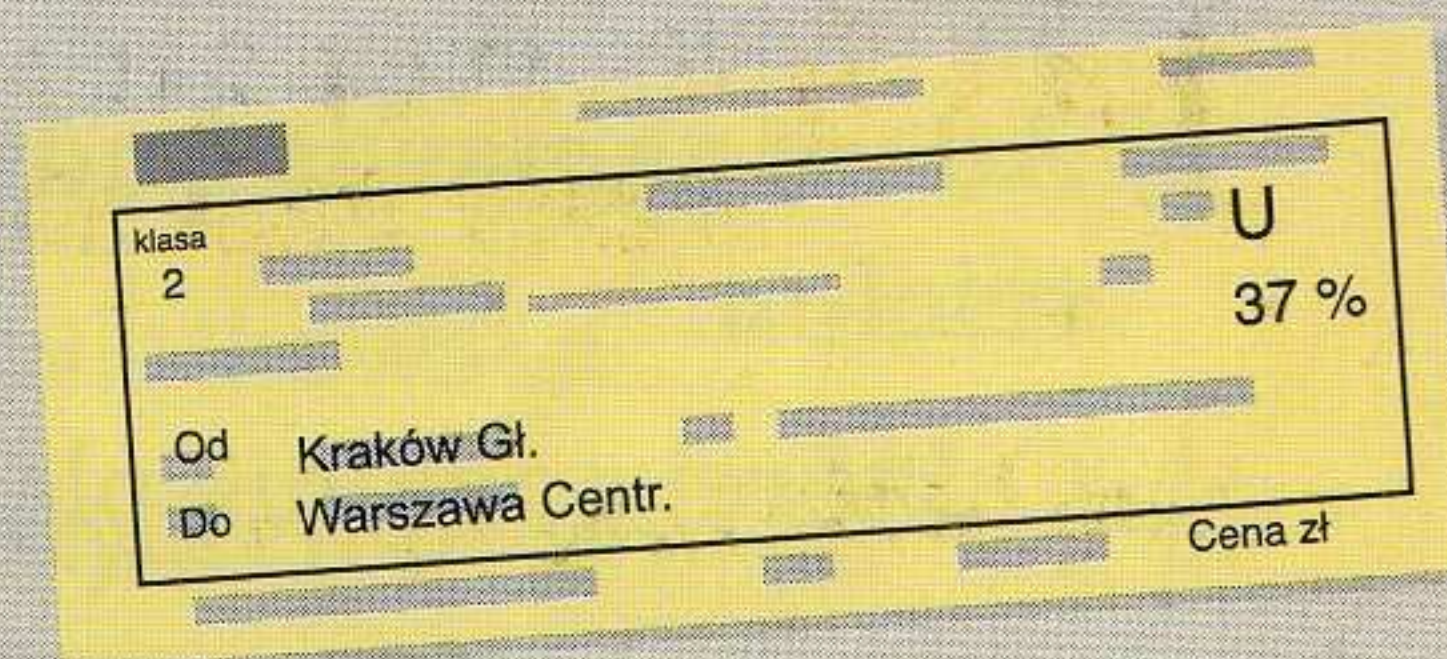 klasa
2
U
37 %
Od Kraków Gł.
Do Warszawa Centr.
Cena zł